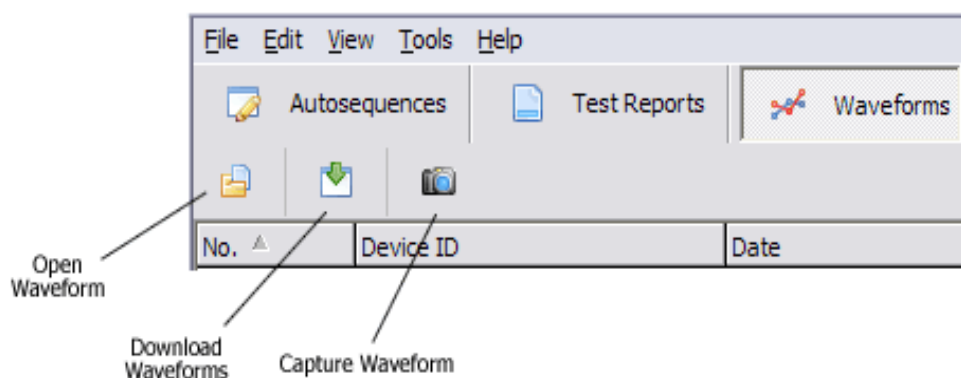 File Edit View Tools Help
Autosequences Test Reports Waveforms
No. Device ID Date
Open
Waveform
Download
Waveforms
Capture Waveform